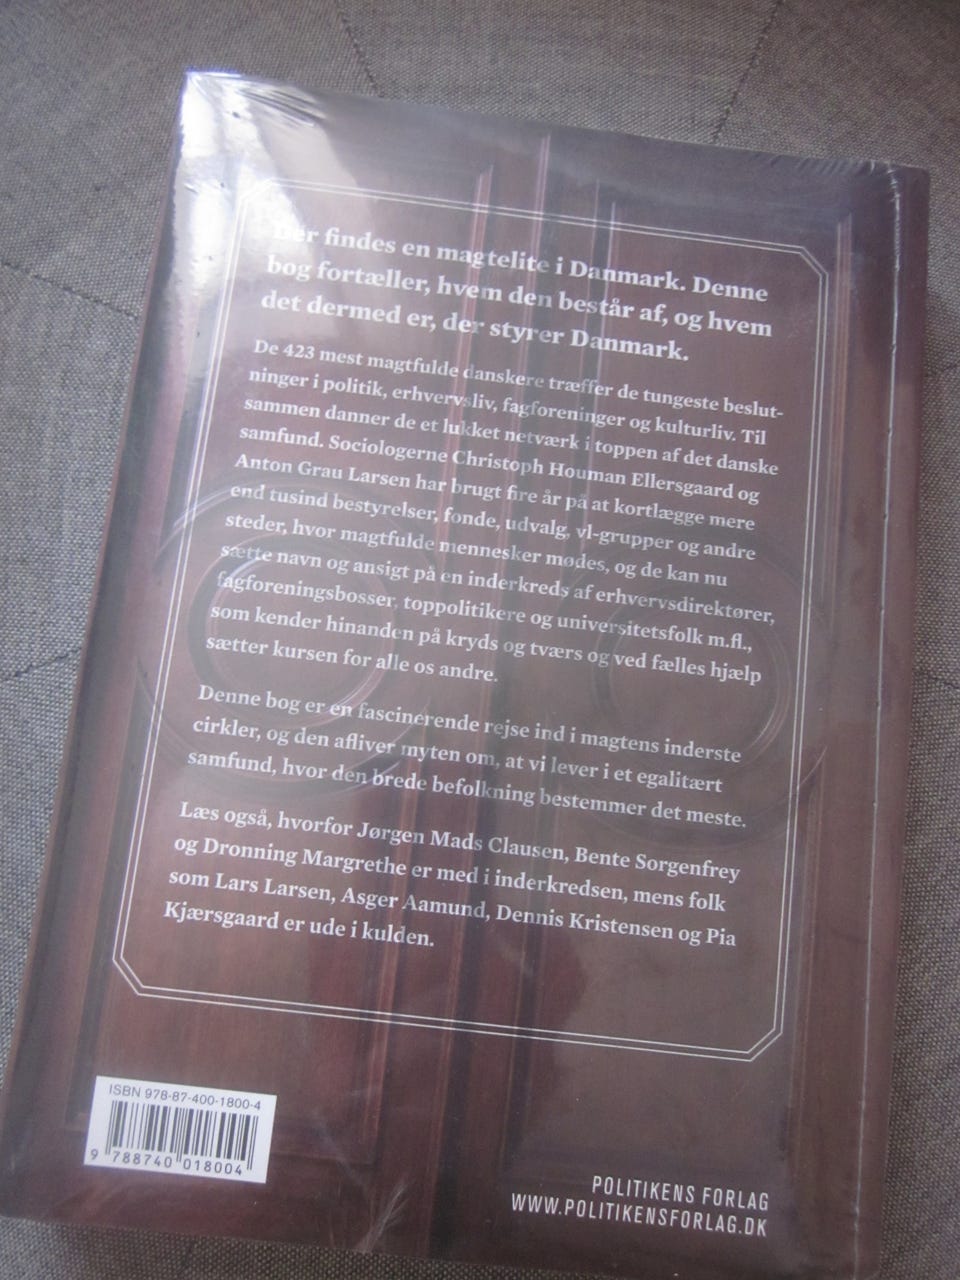 Der findes en magtelite i Danmark. Denne
bog fortæller, hvem den består af, og hvem
det dermed er, der styrer Danmark.
De 423 mest magtfulde danskere træffer de tungeste beslut-
ninger i politik, erhvervsliv, fagforeninger og kulturliv. Til
sammen danner de et lukket netværk i toppen af det danske
samfund. Sociologerne Christoph Houman Ellersgaard og
Anton Grau Larsen har brugt fire år på at kortlægge mere
end tusind bestyrelser, fonde, udvalg, vl-grupper og andre
steder, hvor magtfulde mennesker mødes, og de kan nu
sætte navn og ansigt på en inderkreds af erhvervsdirektører,
fagforeningsbosser, toppolitikere og universitetsfolk m.fl.,
som kender hinanden på kryds og tværs og ved fælles hjælp
sætter kursen for alle os andre.
Denne bog er en fascinerende rejse ind i magtens inderste
cirkler, og den afliver myten om, at vi lever i et egalitært
samfund, hvor den brede befolkning bestemmer det meste.
Læs også, hvorfor Jørgen Mads Clausen, Bente Sorgenfrey
og Dronning Margrethe er med i inderkredsen, mens folk
som Lars Larsen, Asger Aamund, Dennis Kristensen og Pia
Kjærsgaard er ude i kulden.
ISBN 978-87-400-1800-4
9 788740 018004
POLITIKENS FORLAG
WWW.POLITIKENSFORLAG.DK